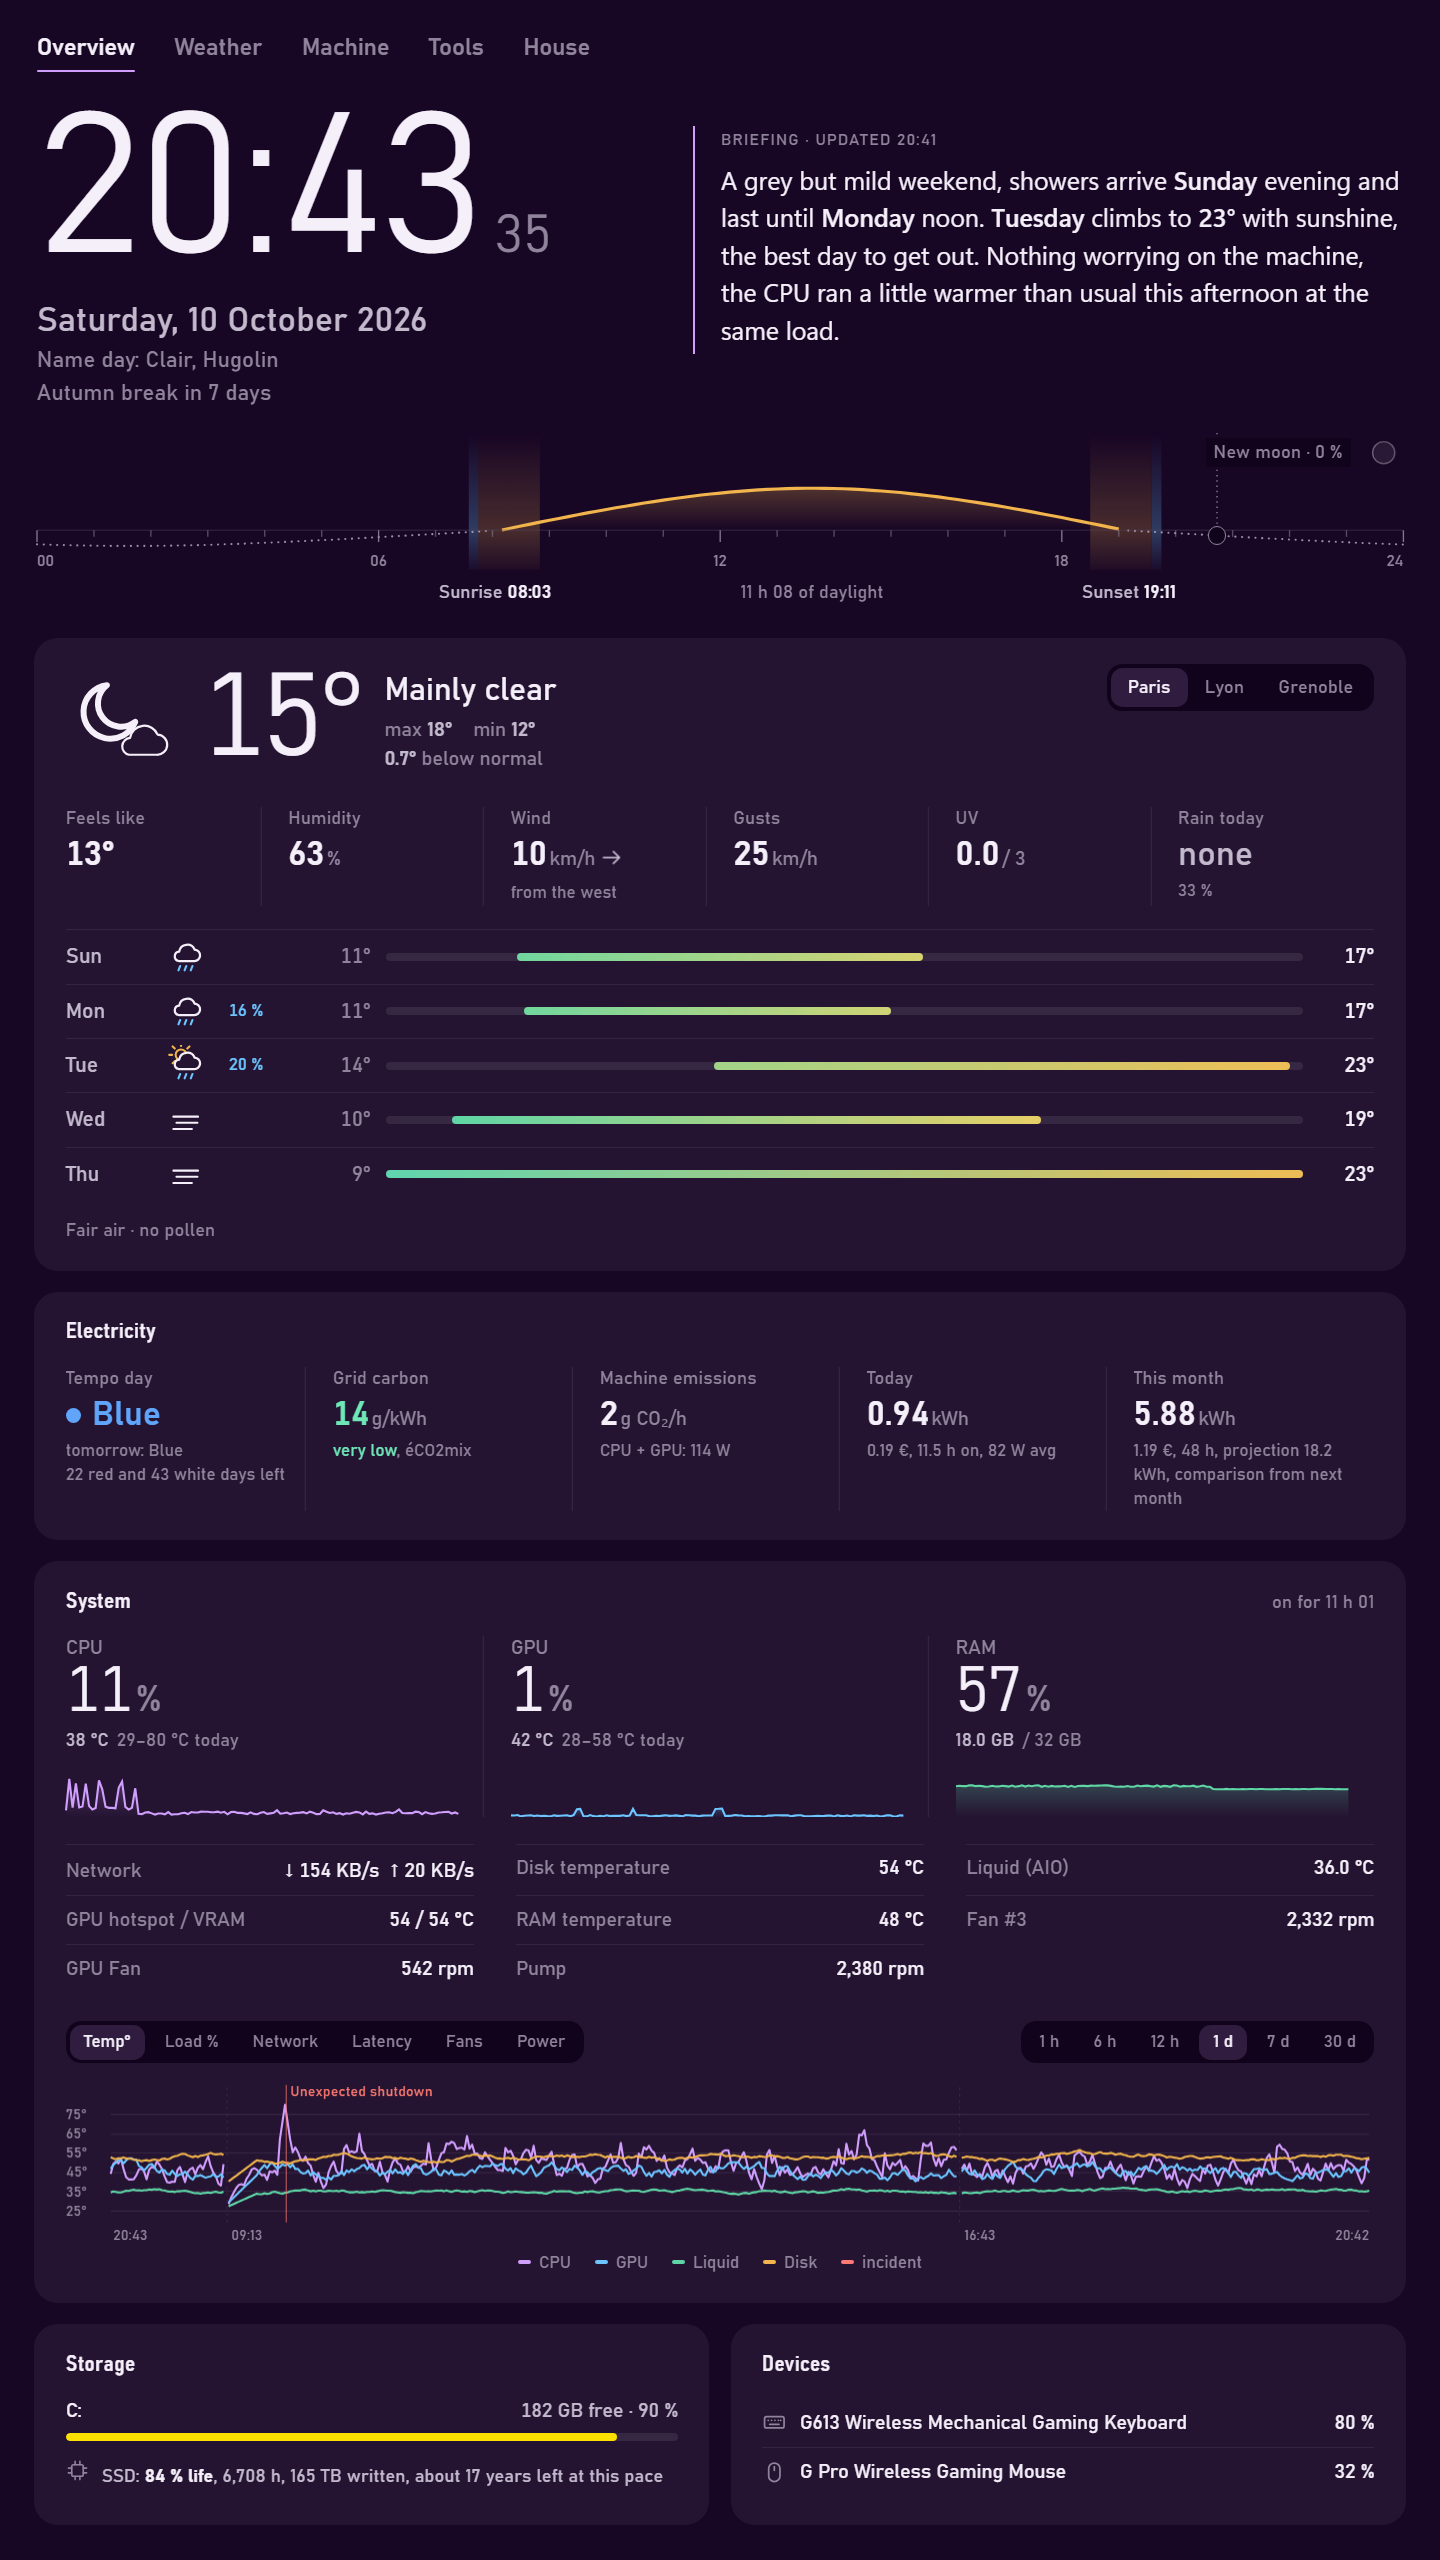 Overview Weather Machine Tools House
20:43 35
Saturday, 10 October 2026
Name day: Clair, Hugolin
Autumn break in 7 days
BRIEFING · UPDATED 20:41
A grey but mild weekend, showers arrive Sunday evening and
last until Monday noon. Tuesday climbs to 23° with sunshine,
the best day to get out. Nothing worrying on the machine,
the CPU ran a little warmer than usual this afternoon at the
same load.
New moon · 0 %
00 06 12 18 24
Sunrise 08:03 11 h 08 of daylight Sunset 19:11
15° Mainly clear
max 18° min 12°
0.7° below normal
Paris Lyon Grenoble
Feels like Humidity Wind Gusts UV Rain today
13° 63 % 10 km/h → 25 km/h 0.0 / 3 none
from the west 33 %
Sun 11° 17°
Mon 16 % 11° 17°
Tue 20 % 14° 23°
Wed 10° 19°
Thu 9° 23°
Fair air · no pollen
Electricity
Tempo day
Blue
tomorrow: Blue
22 red and 43 white days left
Grid carbon
14 g/kWh
very low, éCO2mix
Machine emissions
2 g CO₂/h
CPU + GPU: 114 W
Today
0.94 kWh
0.19 €, 11.5 h on, 82 W avg
This month
5.88 kWh
1.19 €, 48 h, projection 18.2
kWh, comparison from next
month
System on for 11 h 01
CPU
11 %
38 °C 29–80 °C today
GPU
1 %
42 °C 28–58 °C today
RAM
57 %
18.0 GB / 32 GB
Network ↓ 154 KB/s ↑ 20 KB/s
GPU hotspot / VRAM 54 / 54 °C
GPU Fan 542 rpm
Disk temperature 54 °C
RAM temperature 48 °C
Pump 2,380 rpm
Liquid (AIO) 36.0 °C
Fan #3 2,332 rpm
Temp° Load % Network Latency Fans Power
1 h 6 h 12 h 1 d 7 d 30 d
Unexpected shutdown
75°
65°
55°
45°
35°
25°
20:43 09:13 16:43 20:42
CPU GPU Liquid Disk incident
Storage
C: 182 GB free · 90 %
SSD: 84 % life, 6,708 h, 165 TB written, about 17 years left at this pace
Devices
G613 Wireless Mechanical Gaming Keyboard 80 %
G Pro Wireless Gaming Mouse 32 %